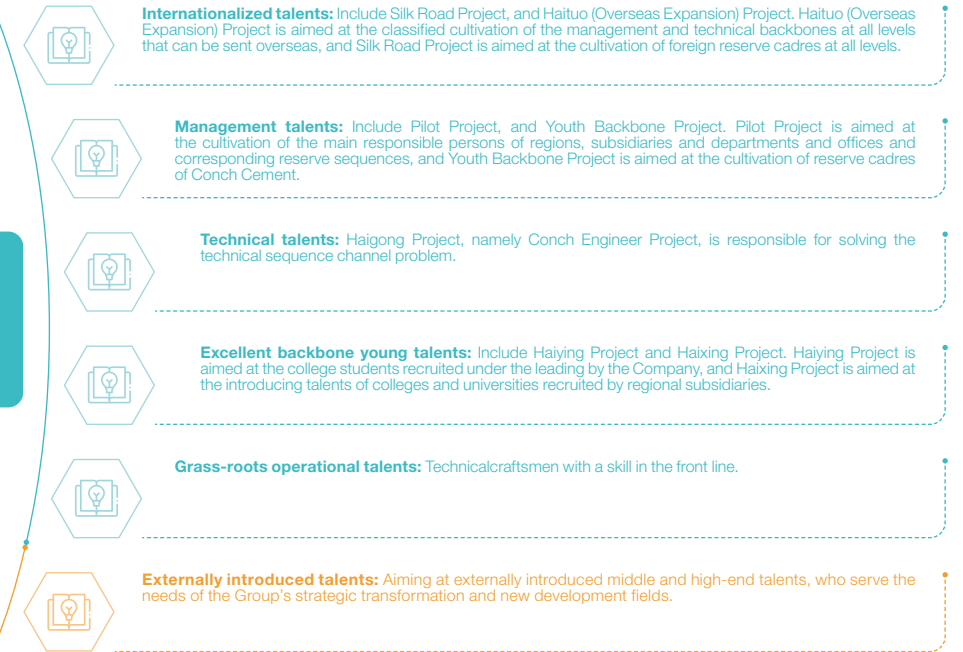 Internationalized talents: Include Silk Road Project, and Haituo (Overseas Expansion) Project. Haituo (Overseas
Expansion) Project is aimed at the classified cultivation of the management and technical backbones at all levels
that can be sent overseas, and Silk Road Project is aimed at the cultivation of foreign reserve cadres at all levels.
Management talents: Include Pilot Project, and Youth Backbone Project. Pilot Project is aimed at
the cultivation of the main responsible persons of regions, subsidiaries and departments and offices and
corresponding reserve sequences, and Youth Backbone Project is aimed at the cultivation of reserve cadres
of Conch Cement.
Technical talents: Haigong Project, namely Conch Engineer Project, is responsible for solving the
technical sequence channel problem.
Excellent backbone young talents: Include Haiying Project and Haixing Project. Haiying Project is
aimed at the college students recruited under the leading by the Company, and Haixing Project is aimed at
the introducing talents of colleges and universities recruited by regional subsidiaries.
Grass-roots operational talents: Technicalcraftsmen with a skill in the front line.
Externally introduced talents: Aiming at externally introduced middle and high-end talents, who serve the
needs of the Group's strategic transformation and new development fields.